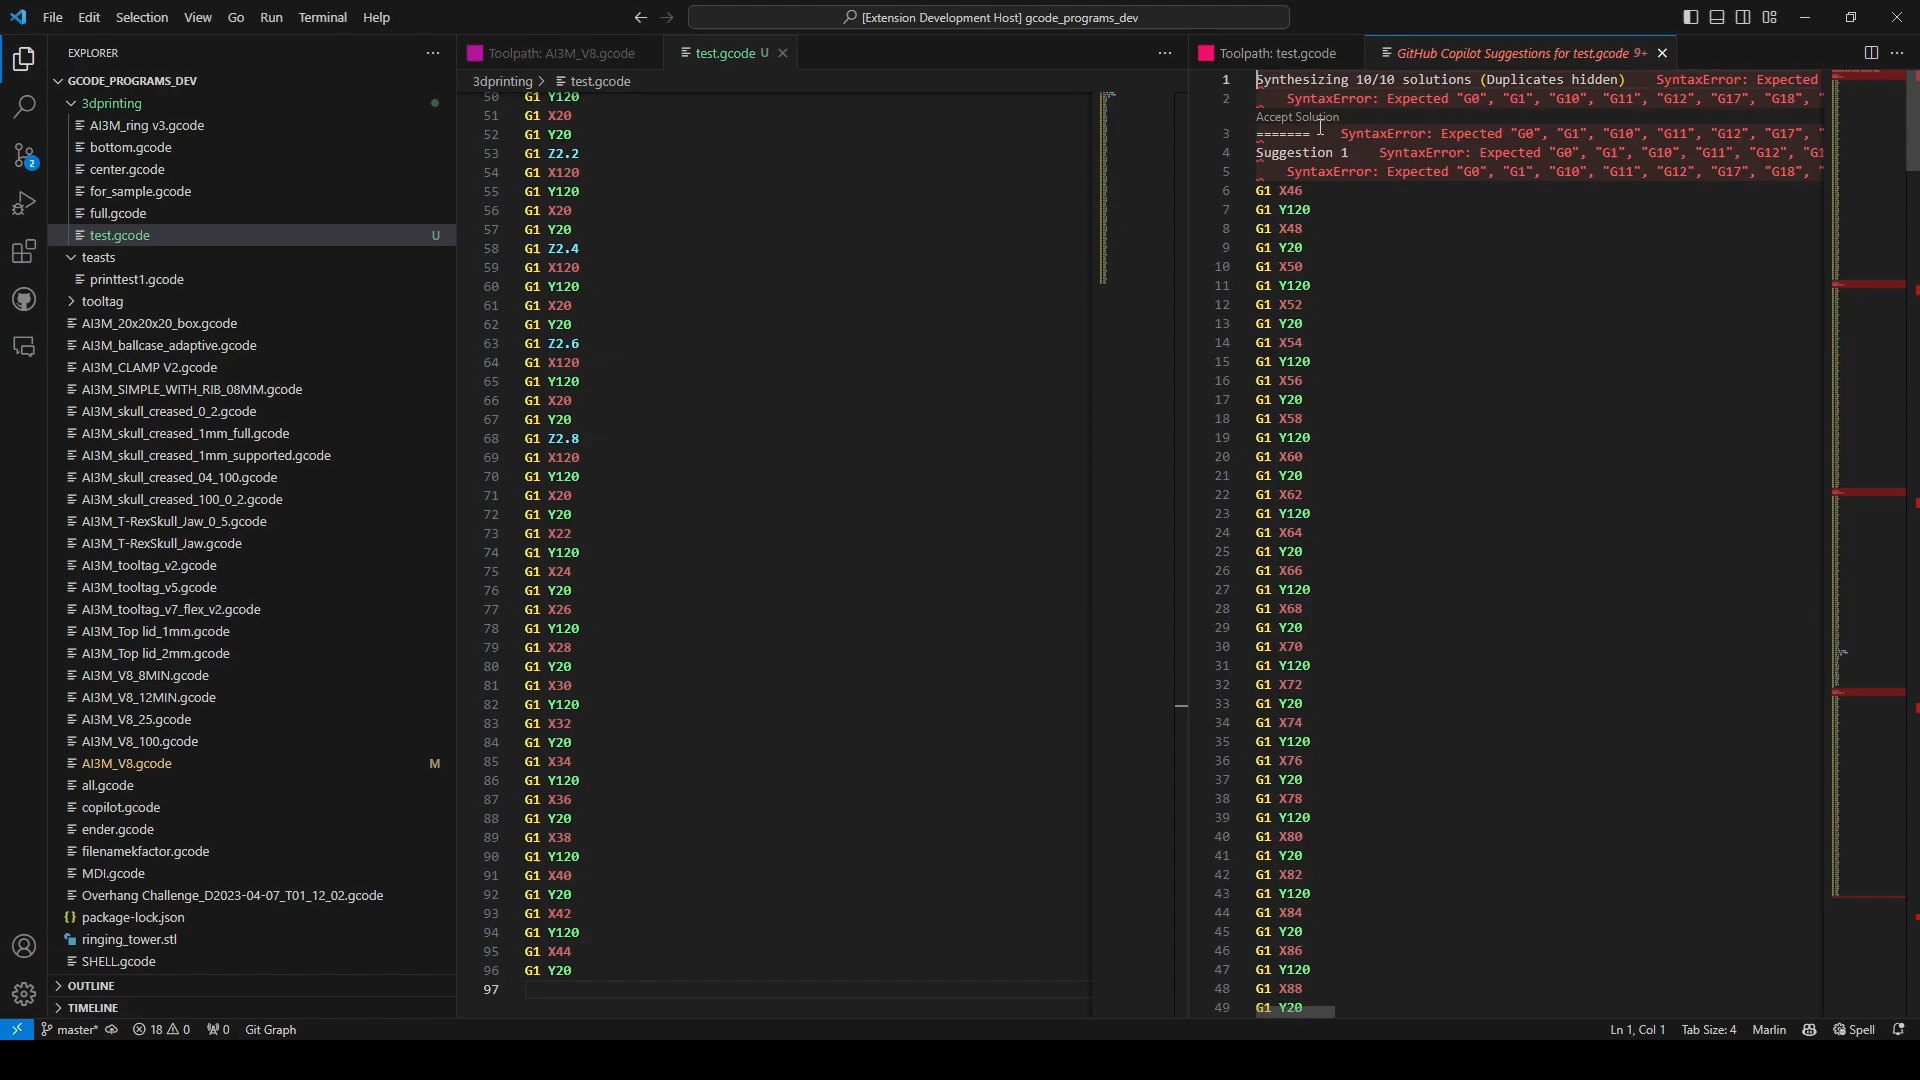 File Edit Selection View Go Run Terminal Help
[Extension Development Host] gcode_programs_dev
EXPLORER
GCODE_PROGRAMS_DEV
3dprinting
AI3M_ring v3.gcode
bottom.gcode
center.gcode
for_sample.gcode
full.gcode
test.gcode U
teasts
printtest1.gcode
tooltag
AI3M_20x20x20_box.gcode
AI3M_ballcase_adaptive.gcode
AI3M_CLAMP V2.gcode
AI3M_SIMPLE_WITH_RIB_08MM.gcode
AI3M_skull_creased_0_2.gcode
AI3M_skull_creased_1mm_full.gcode
AI3M_skull_creased_1mm_supported.gcode
AI3M_skull_creased_04_100.gcode
AI3M_skull_creased_100_0_2.gcode
AI3M_T-RexSkull_Jaw_0_5.gcode
AI3M_T-RexSkull_Jaw.gcode
AI3M_tooltag_v2.gcode
AI3M_tooltag_v5.gcode
AI3M_tooltag_v7_flex_v2.gcode
AI3M_Top lid_1mm.gcode
AI3M_Top lid_2mm.gcode
AI3M_V8_8MIN.gcode
AI3M_V8_12MIN.gcode
AI3M_V8_25.gcode
AI3M_V8_100.gcode
AI3M_V8.gcode M
all.gcode
copilot.gcode
ender.gcode
filenamekfactor.gcode
MDI.gcode
Overhang Challenge_D2023-04-07_T01_12_02.gcode
package-lock.json
ringing_tower.stl
SHELL.gcode
OUTLINE
TIMELINE
2
Toolpath: AI3M_V8.gcode test.gcode U
3dprinting > test.gcode
50 G1 Y120
51 G1 X20
52 G1 Y20
53 G1 Z2.2
54 G1 X120
55 G1 Y120
56 G1 X20
57 G1 Y20
58 G1 Z2.4
59 G1 X120
60 G1 Y120
61 G1 X20
62 G1 Y20
63 G1 Z2.6
64 G1 X120
65 G1 Y120
66 G1 X20
67 G1 Y20
68 G1 Z2.8
69 G1 X120
70 G1 Y120
71 G1 X20
72 G1 Y20
73 G1 X22
74 G1 Y120
75 G1 X24
76 G1 Y20
77 G1 X26
78 G1 Y120
79 G1 X28
80 G1 Y20
81 G1 X30
82 G1 Y120
83 G1 X32
84 G1 Y20
85 G1 X34
86 G1 Y120
87 G1 X36
88 G1 Y20
89 G1 X38
90 G1 Y120
91 G1 X40
92 G1 Y20
93 G1 X42
94 G1 Y120
95 G1 X44
96 G1 Y20
97
Toolpath: test.gcode GitHub Copilot Suggestions for test.gcode 9+
1 Synthesizing 10/10 solutions (Duplicates hidden) SyntaxError: Expected
2 SyntaxError: Expected "G0", "G1", "G10", "G11", "G12", "G17", "G18", "
Accept Solution
3 ======= SyntaxError: Expected "G0", "G1", "G10", "G11", "G12", "G17", "
4 Suggestion 1 SyntaxError: Expected "G0", "G1", "G10", "G11", "G12", "G1
5 SyntaxError: Expected "G0", "G1", "G10", "G11", "G12", "G17", "G18", "
6 G1 X46
7 G1 Y120
8 G1 X48
9 G1 Y20
10 G1 X50
11 G1 Y120
12 G1 X52
13 G1 Y20
14 G1 X54
15 G1 Y120
16 G1 X56
17 G1 Y20
18 G1 X58
19 G1 Y120
20 G1 X60
21 G1 Y20
22 G1 X62
23 G1 Y120
24 G1 X64
25 G1 Y20
26 G1 X66
27 G1 Y120
28 G1 X68
29 G1 Y20
30 G1 X70
31 G1 Y120
32 G1 X72
33 G1 Y20
34 G1 X74
35 G1 Y120
36 G1 X76
37 G1 Y20
38 G1 X78
39 G1 Y120
40 G1 X80
41 G1 Y20
42 G1 X82
43 G1 Y120
44 G1 X84
45 G1 Y20
46 G1 X86
47 G1 Y120
48 G1 X88
49 G1 Y20
master* 18 0 0 Git Graph
Ln 1, Col 1 Tab Size: 4 Marlin Spell